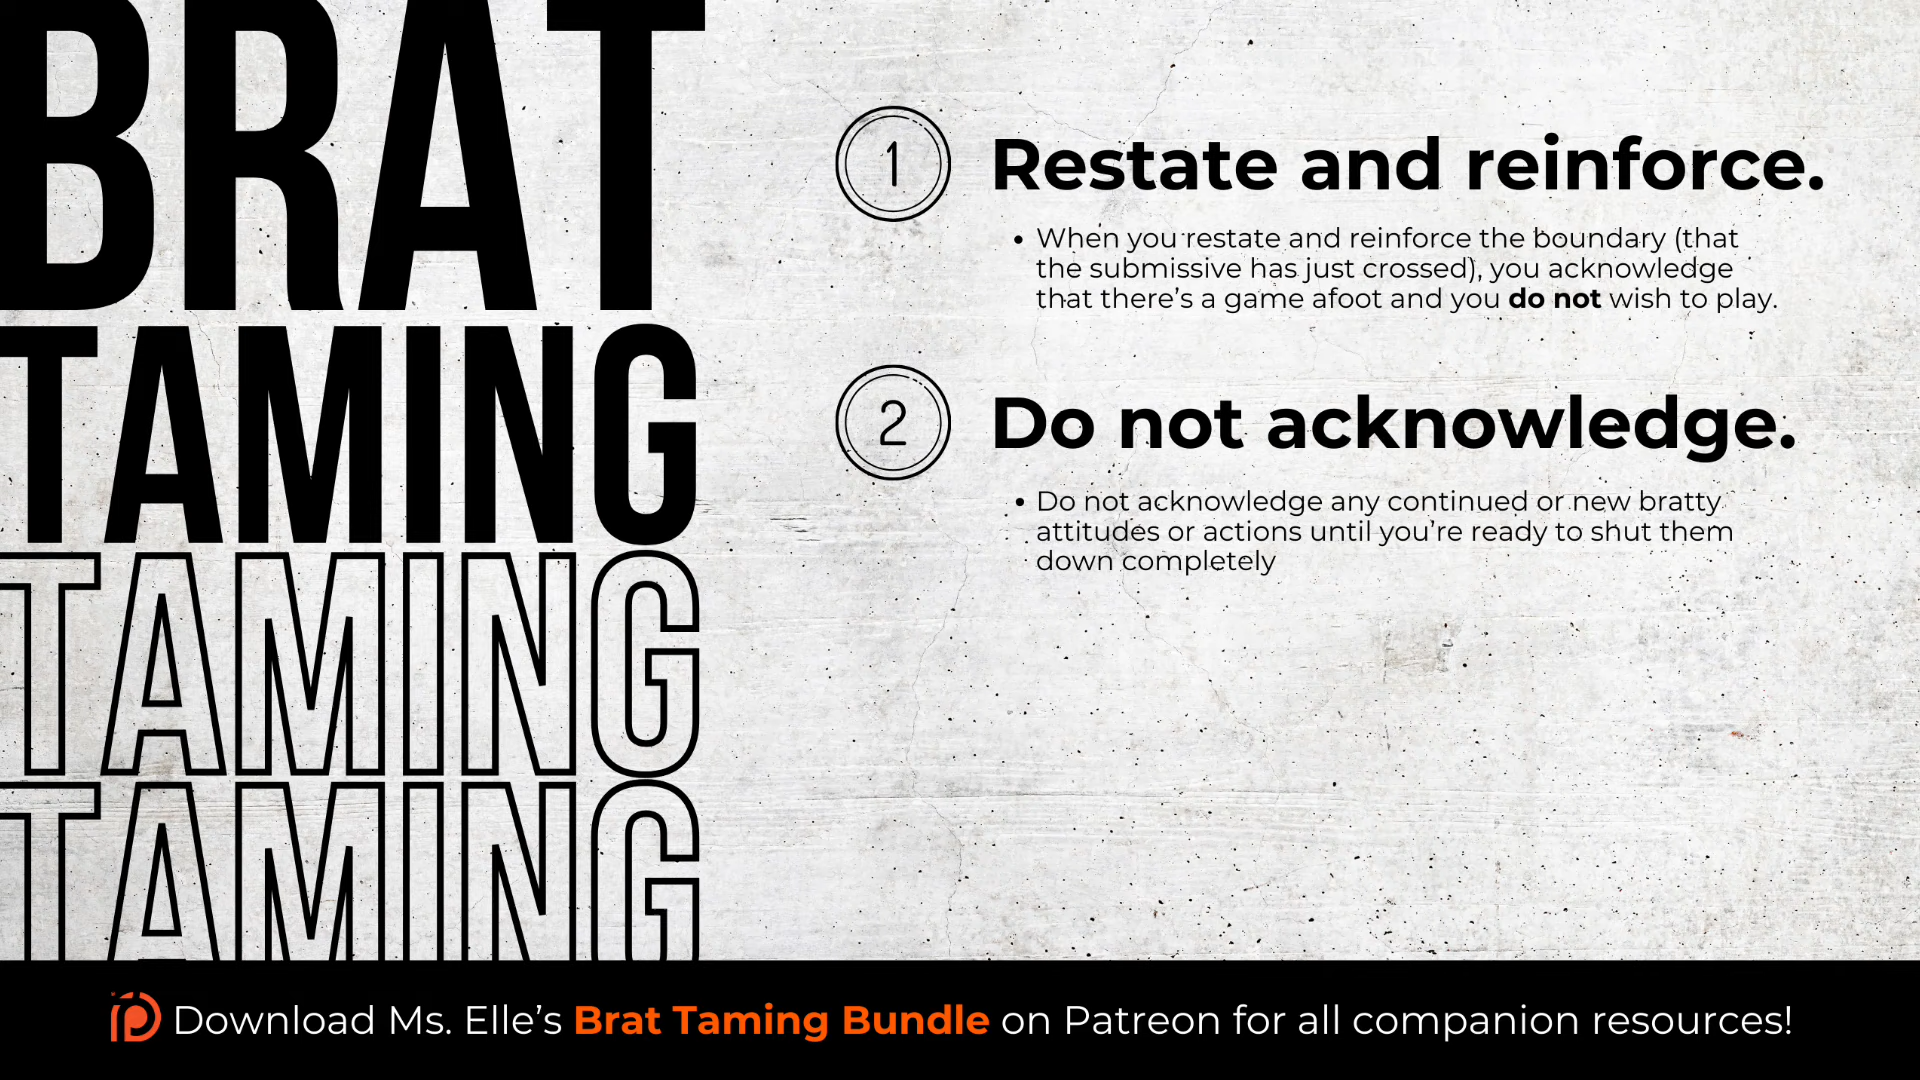 BRAT
TAMING
TAMING
TAMING
1
Restate and reinforce.
• When you restate and reinforce the boundary (that
the submissive has just crossed), you acknowledge
that there’s a game afoot and you do not wish to play.
2
Do not acknowledge.
• Do not acknowledge any continued or new bratty
attitudes or actions until you’re ready to shut them
down completely
Download Ms. Elle’s Brat Taming Bundle on Patreon for all companion resources!